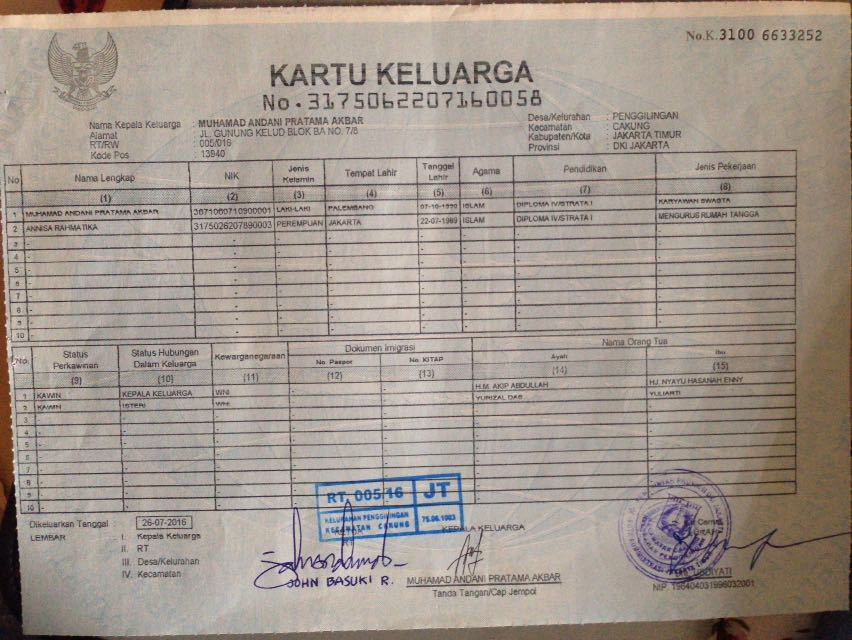 No.K.3100 6633252
KARTU KELUARGA
No.3175062207160058
Nama Kepala Keluarga : MUHAMAD ANDANI PRATAMA AKBAR
Alamat : JL. GUNUNG KELUD BLOK BA NO. 7/8
RT/RW : 005/016
Kode Pos : 13940
Desa/Kelurahan : PENGGILINGAN
Kecamatan : CAKUNG
Kabupaten/Kota : JAKARTA TIMUR
Provinsi : DKI JAKARTA
No Nama Lengkap NIK Jenis Kelamin Tempat Lahir Tanggal Lahir Agama Pendidikan Jenis Pekerjaan
(1) (2) (3) (4) (5) (6) (7) (8)
1 MUHAMAD ANDANI PRATAMA AKBAR 3671060710900001 LAKI-LAKI PALEMBANG 07-10-1990 ISLAM DIPLOMA IV/STRATA I KARYAWAN SWASTA
2 ANNISA RAHMATIKA 3175026207890003 PEREMPUAN JAKARTA 22-07-1989 ISLAM DIPLOMA IV/STRATA I MENGURUS RUMAH TANGGA
3 - - - - - - - -
4 - - - - - - - -
5 - - - - - - - -
6 - - - - - - - -
7 - - - - - - - -
8 - - - - - - - -
9 - - - - - - - -
10 - - - - - - - -
No. Status Perkawinan Status Hubungan Dalam Keluarga Kewarganegaraan Dokumen Imigrasi Nama Orang Tua
No. Paspor No. KITAP Ayah Ibu
(9) (10) (11) (12) (13) (14) (15)
1 KAWIN KEPALA KELUARGA WNI - - H.M. AKIP ABDULLAH HJ. NYAYU HASANAH ENNY
2 KAWIN ISTERI WNI - - YURIZAL DAS YULIARTI
3 - - - - - - -
4 - - - - - - -
5 - - - - - - -
6 - - - - - - -
7 - - - - - - -
8 - - - - - - -
9 - - - - - - -
10 - - - - - - -
Dikeluarkan Tanggal : 26-07-2016
LEMBAR : I. Kepala Keluarga
II. RT
III. Desa/Kelurahan
IV. Kecamatan
RT. 005/16 JT
KELURAHAN PENGGILINGAN
KECAMATAN CAKUNG
75.06.1003
JOHN BASUKI R.
KEPALA KELUARGA
MUHAMAD ANDANI PRATAMA AKBAR
Tanda Tangan/Cap Jempol
NIP. 196404031998032001